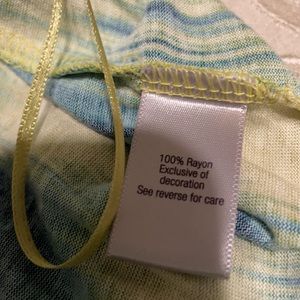 100% Rayon
Exclusive of
decoration
See reverse for care